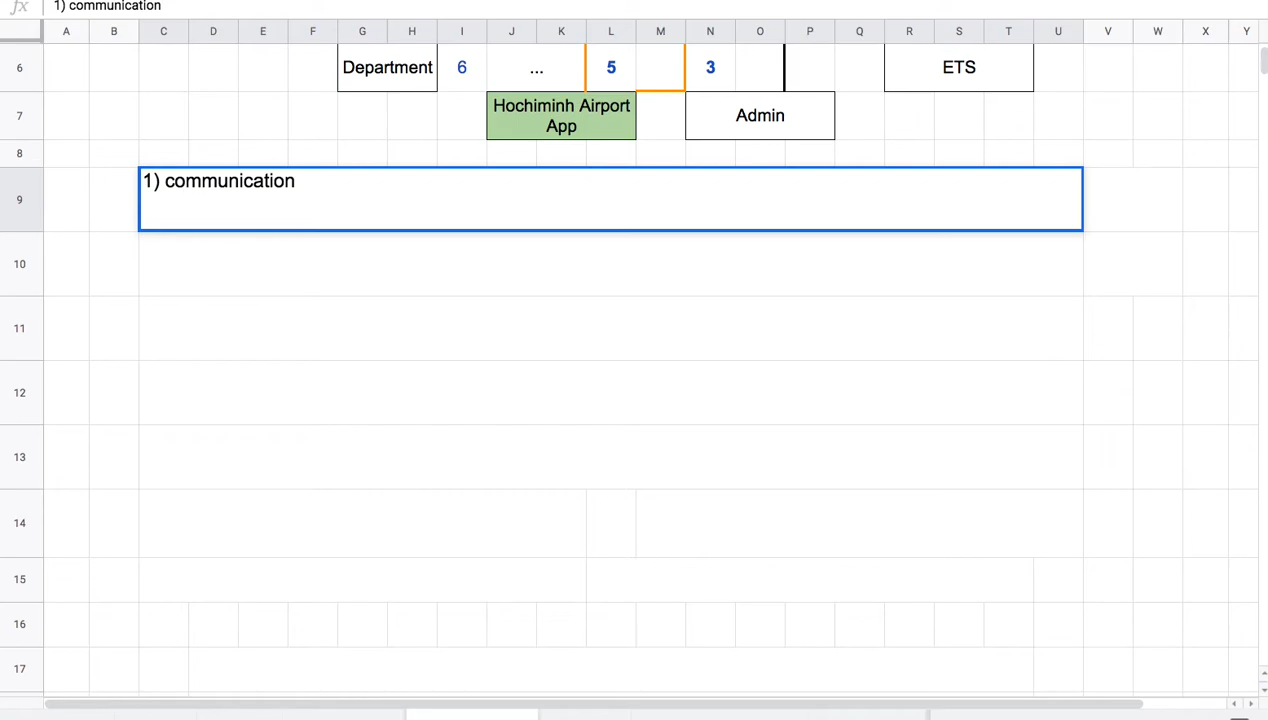 fx 1) communication
A B C D E F G H I J K L M N O P Q R S T U V W X Y
6 Department 6 ... 5 3 ETS
7 Hochiminh Airport Admin
App
8
9 1) communication
10
11
12
13
14
15
16
17